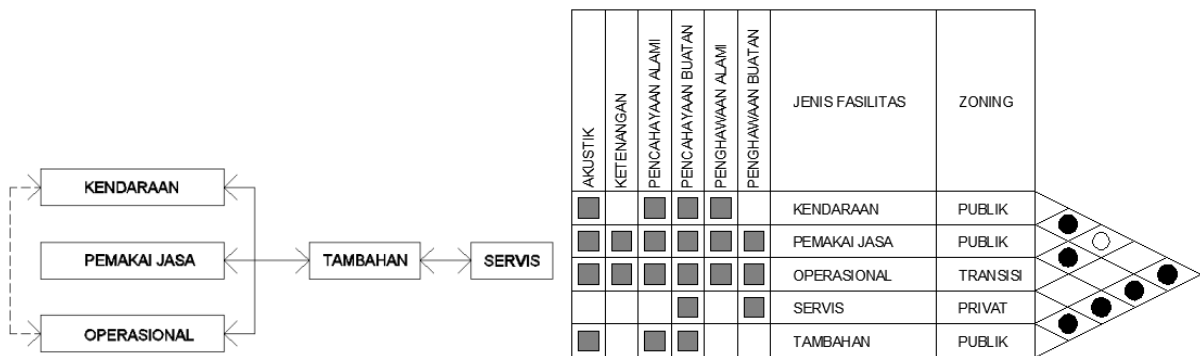 KENDARAAN
PEMAKAI JASA
TAMBAHAN
SERVIS
OPERASIONAL
AKUSTIK
KETENANGAN
PENCAHAYAAN ALAMI
PENCAHAYAAN BUATAN
PENGHAWAAN ALAMI
PENGHAWAAN BUATAN
JENIS FASILITAS
ZONING
KENDARAAN PUBLIK
PEMAKAI JASA PUBLIK
OPERASIONAL TRANSISI
SERVIS PRIVAT
TAMBAHAN PUBLIK